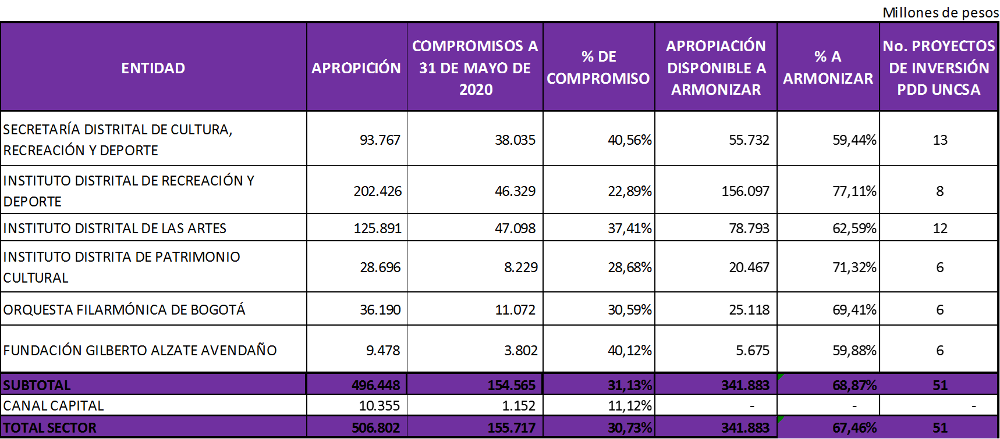 Millones de pesos
ENTIDAD APROPICIÓN COMPROMISOS A 31 DE MAYO DE 2020 % DE COMPROMISO APROPIACIÓN DISPONIBLE A ARMONIZAR % A ARMONIZAR No. PROYECTOS DE INVERSIÓN PDD UNCSA
SECRETARÍA DISTRITAL DE CULTURA,
RECREACIÓN Y DEPORTE 93.767 38.035 40,56% 55.732 59,44% 13
INSTITUTO DISTRITAL DE RECREACIÓN Y
DEPORTE 202.426 46.329 22,89% 156.097 77,11% 8
INSTITUTO DISTRITAL DE LAS ARTES 125.891 47.098 37,41% 78.793 62,59% 12
INSTITUTO DISTRITA DE PATRIMONIO
CULTURAL 28.696 8.229 28,68% 20.467 71,32% 6
ORQUESTA FILARMÓNICA DE BOGOTÁ 36.190 11.072 30,59% 25.118 69,41% 6
FUNDACIÓN GILBERTO ALZATE AVENDAÑO 9.478 3.802 40,12% 5.675 59,88% 6
SUBTOTAL 496.448 154.565 31,13% 341.883 68,87% 51
CANAL CAPITAL 10.355 1.152 11,12% - - -
TOTAL SECTOR 506.802 155.717 30,73% 341.883 67,46% 51